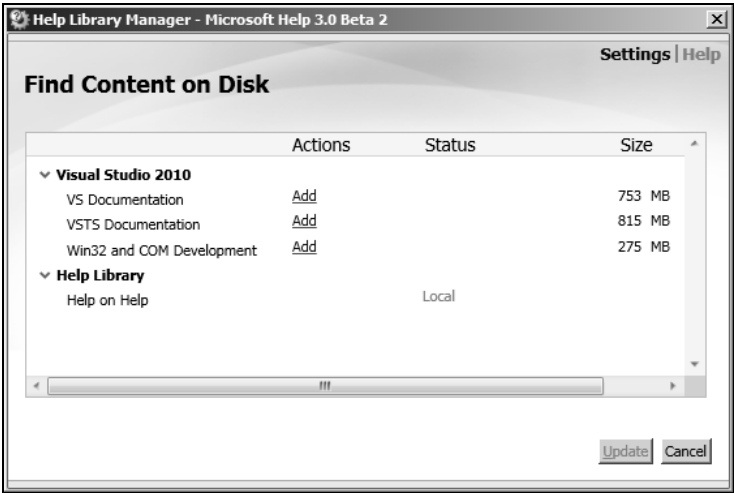 Help Library Manager - Microsoft Help 3.0 Beta 2
Settings | Help
Find Content on Disk
Actions Status Size
Visual Studio 2010
VS Documentation Add 753 MB
VSTS Documentation Add 815 MB
Win32 and COM Development Add 275 MB
Help Library
Help on Help Local
Update Cancel